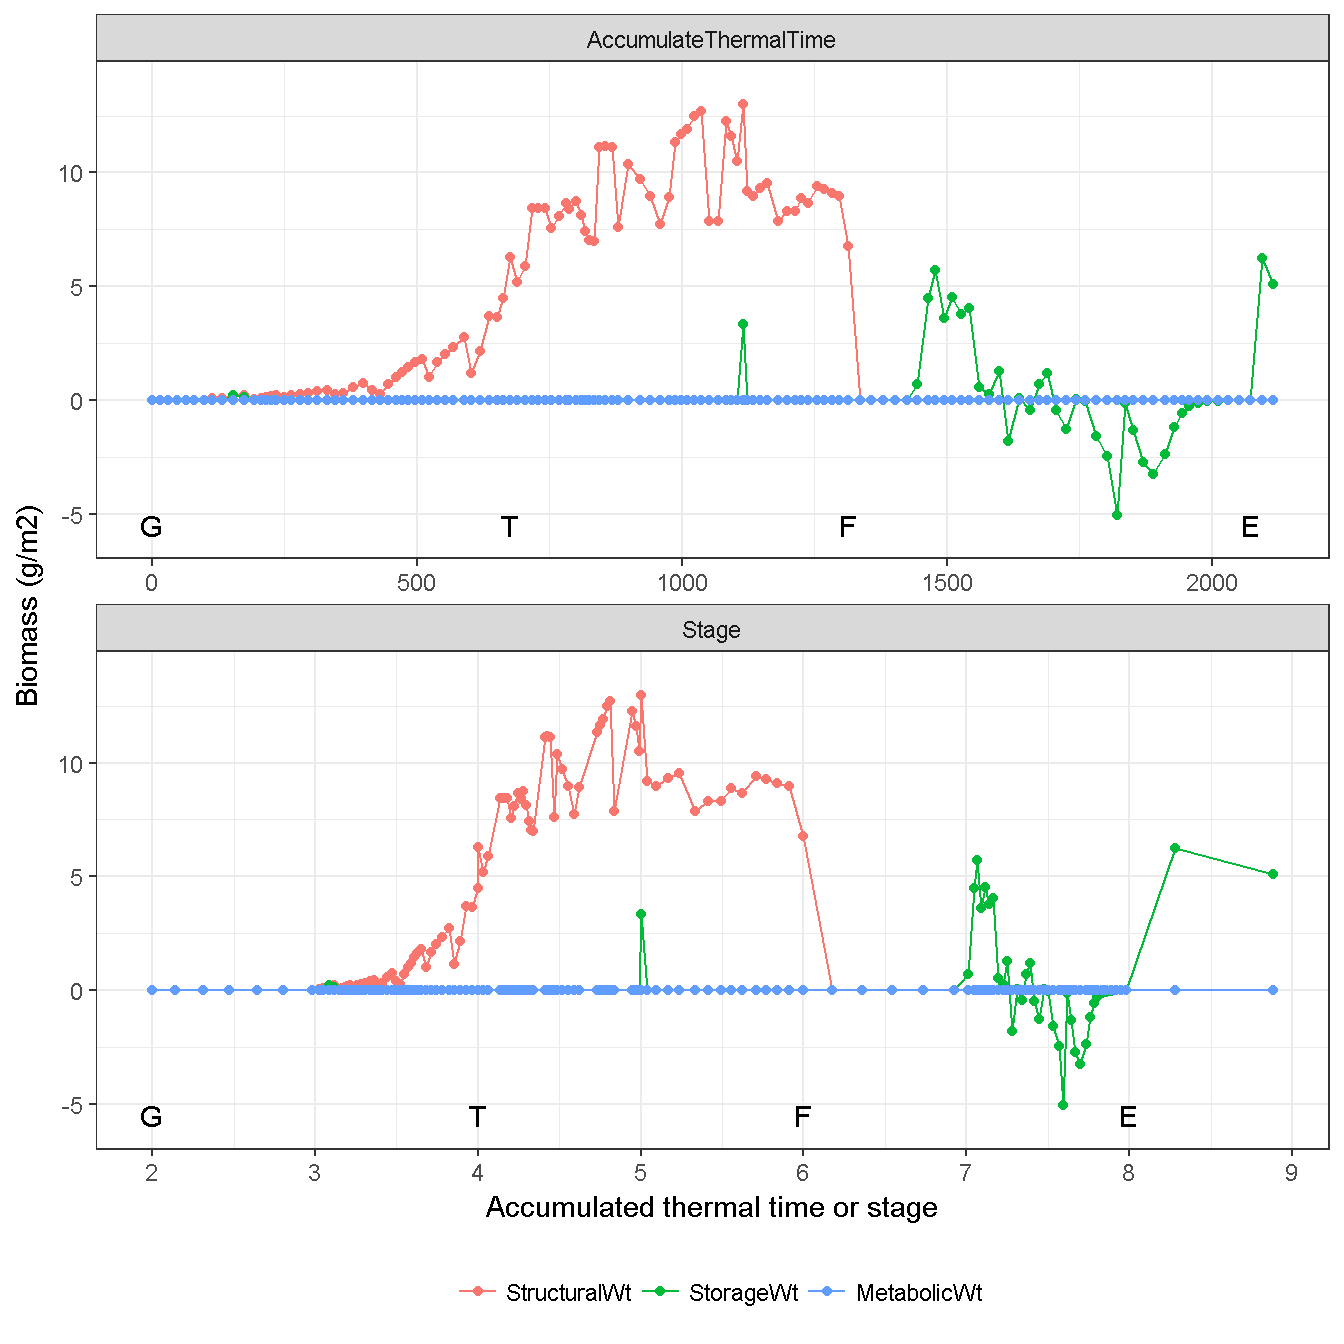 AccumulateThermalTime
10
5
0
-5
G T F E
0 500 1000 1500 2000
Biomass (g/m2)
Stage
10
5
0
-5
G T F E
2 3 4 5 6 7 8 9
Accumulated thermal time or stage
StructuralWt StorageWt MetabolicWt